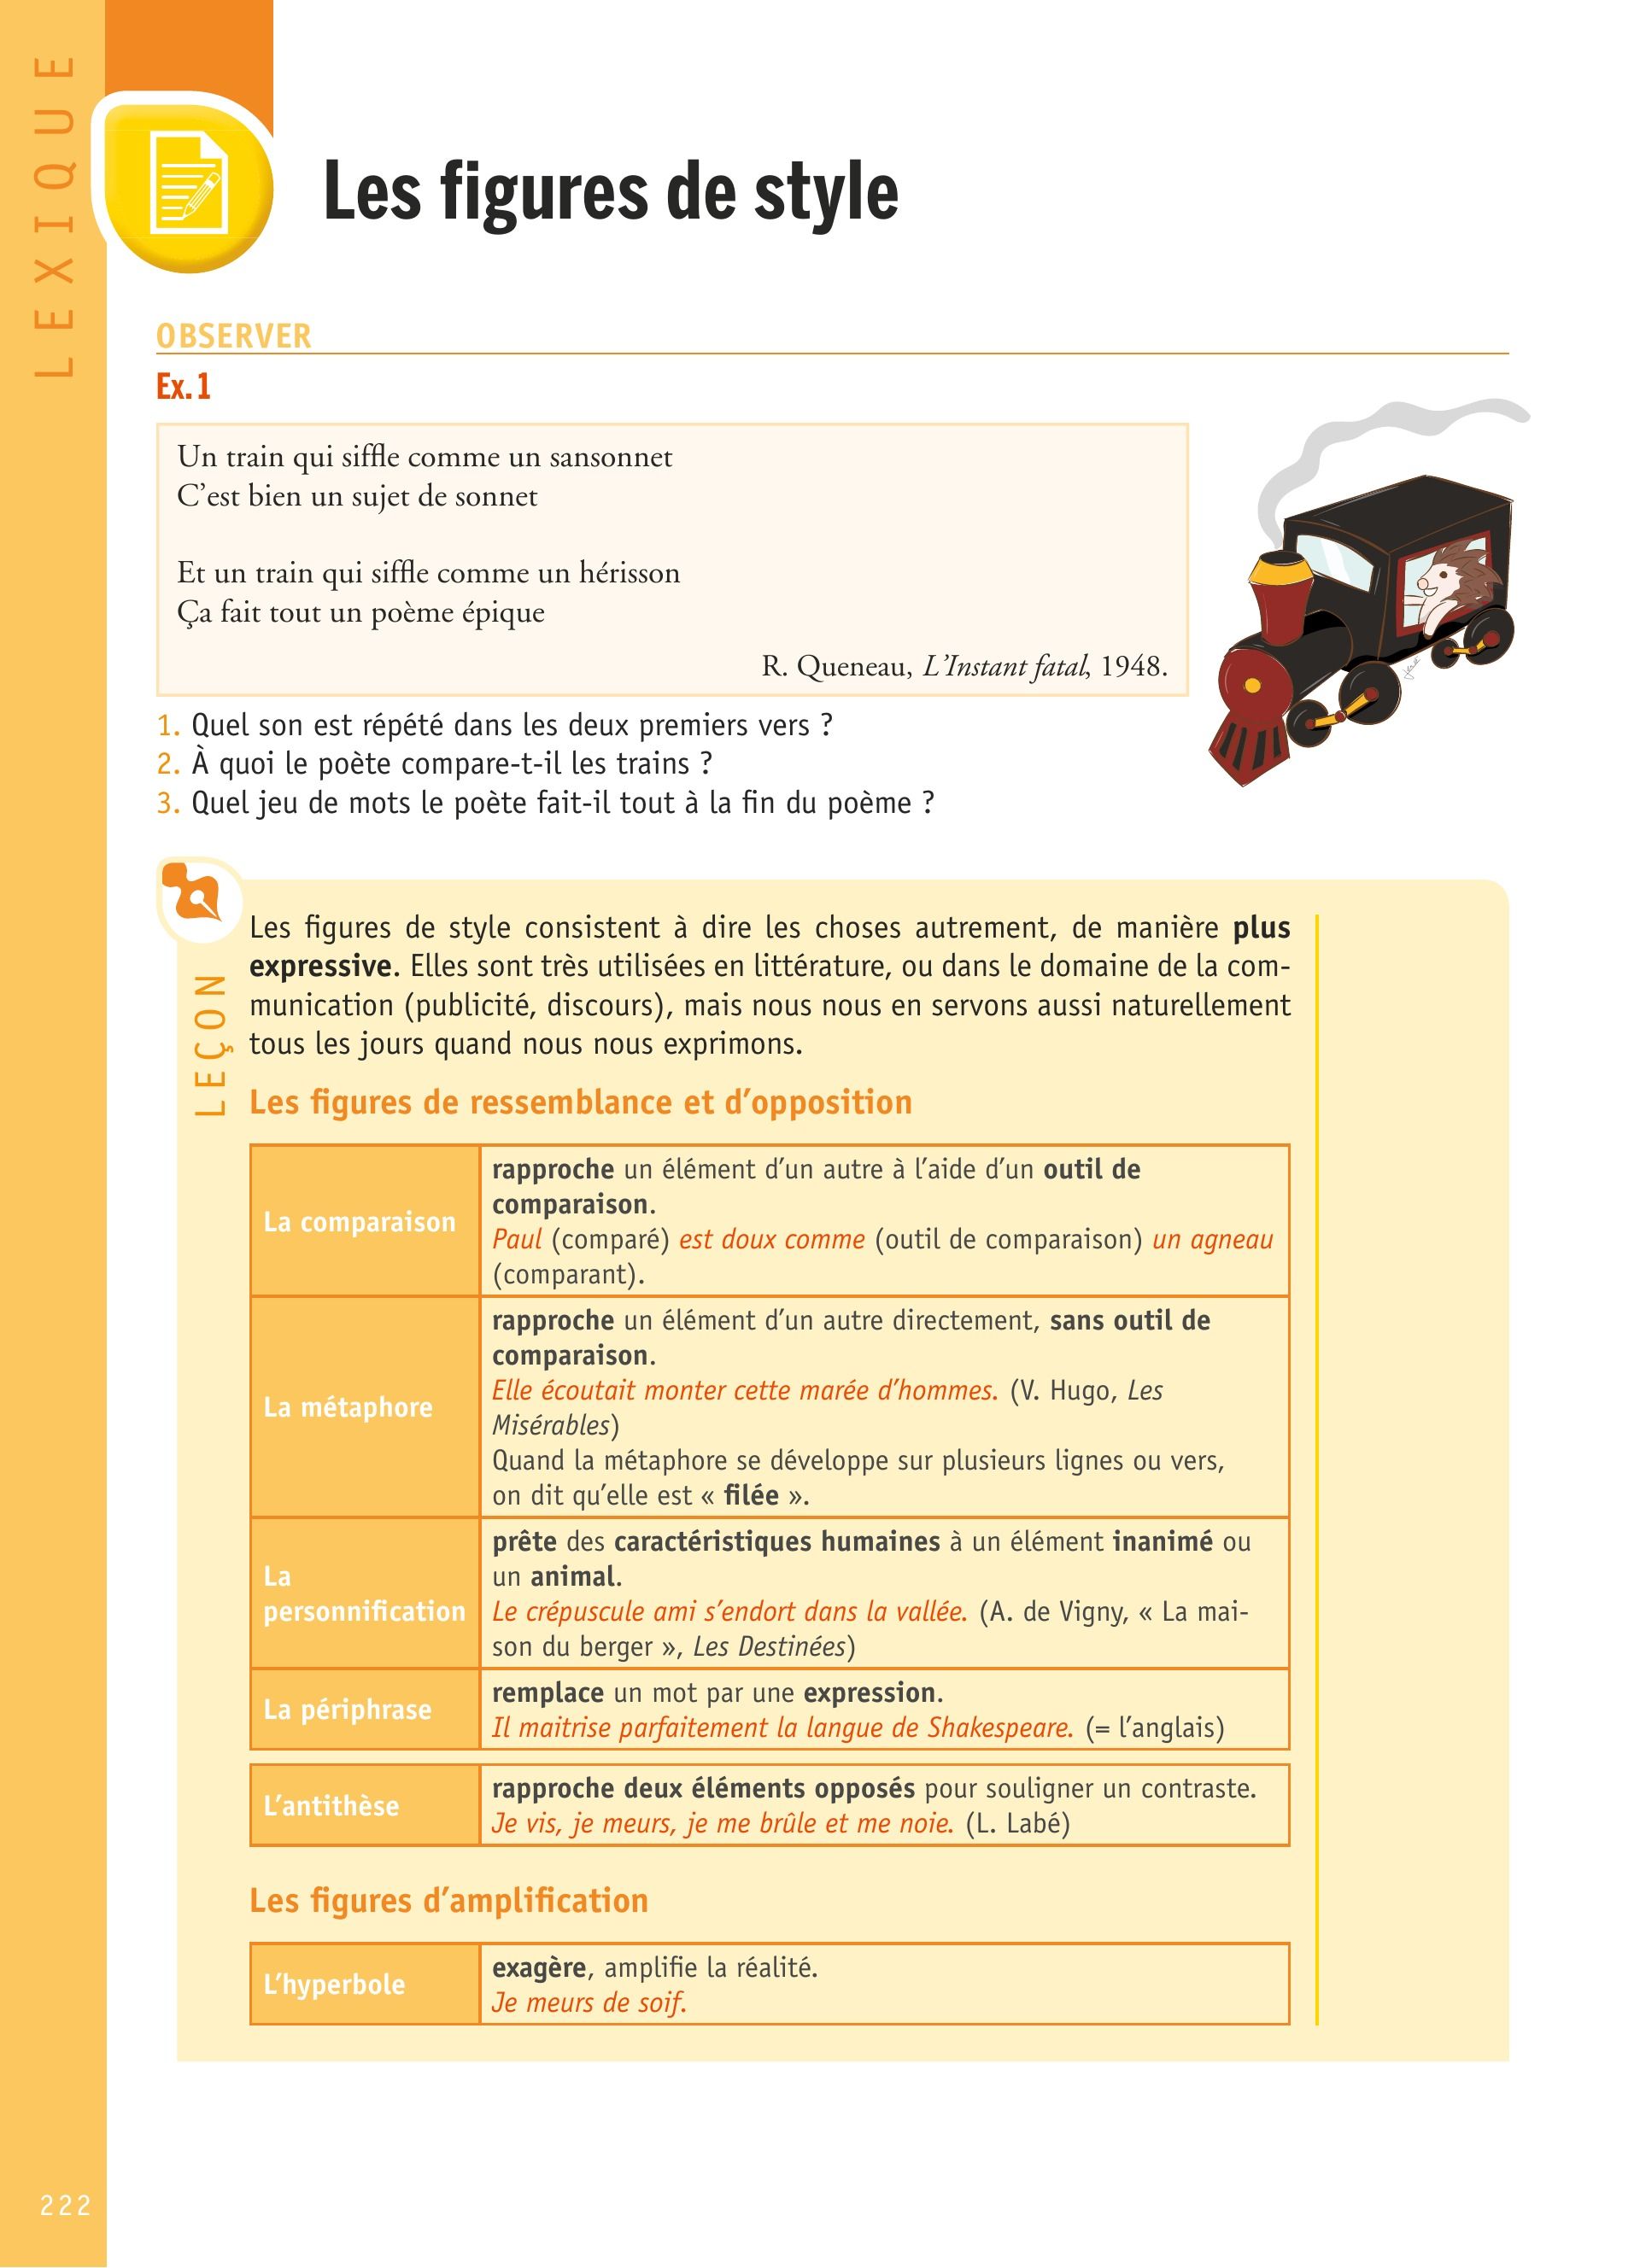 LEXIQUE
Les figures de style
OBSERVER
Ex. 1
Un train qui siffle comme un sansonnet
C’est bien un sujet de sonnet
Et un train qui siffle comme un hérisson
Ça fait tout un poème épique
R. Queneau, L’Instant fatal, 1948.
1. Quel son est répété dans les deux premiers vers ?
2. À quoi le poète compare-t-il les trains ?
3. Quel jeu de mots le poète fait-il tout à la fin du poème ?
LEÇON
Les figures de style consistent à dire les choses autrement, de manière plus
expressive. Elles sont très utilisées en littérature, ou dans le domaine de la com-
munication (publicité, discours), mais nous nous en servons aussi naturellement
tous les jours quand nous nous exprimons.
Les figures de ressemblance et d’opposition
La comparaison
rapproche un élément d’un autre à l’aide d’un outil de
comparaison.
Paul (comparé) est doux comme (outil de comparaison) un agneau
(comparant).
La métaphore
rapproche un élément d’un autre directement, sans outil de
comparaison.
Elle écoutait monter cette marée d’hommes. (V. Hugo, Les
Misérables)
Quand la métaphore se développe sur plusieurs lignes ou vers,
on dit qu’elle est « filée ».
La
personnification
prête des caractéristiques humaines à un élément inanimé ou
un animal.
Le crépuscule ami s’endort dans la vallée. (A. de Vigny, « La mai-
son du berger », Les Destinées)
La périphrase
remplace un mot par une expression.
Il maitrise parfaitement la langue de Shakespeare. (= l’anglais)
L’antithèse
rapproche deux éléments opposés pour souligner un contraste.
Je vis, je meurs, je me brûle et me noie. (L. Labé)
Les figures d’amplification
L’hyperbole
exagère, amplifie la réalité.
Je meurs de soif.
222